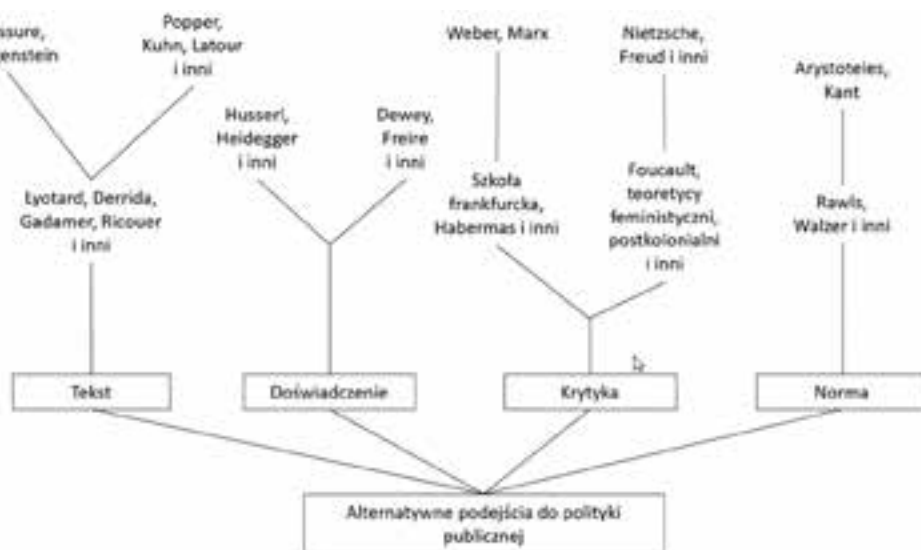 ssure,
enstein
Popper,
Kuhn, Latour
i inni
Husserl,
Heidegger
i inni
Dewey,
Freire
i inni
Weber, Marx
Nietzsche,
Freud i inni
Arystoteles,
Kant
Łyotard, Derrida,
Gadamer, Ricouer
i inni
Szkoła
frankfurcka,
Habermas i inni
Foucault,
teoretycy
feministyczni,
postkolonialni
i inni
Rawls,
Walzer i inni
Tekst
Doświadczenie
Krytyka
Norma
Alternatywne podejścia do polityki
publicznej